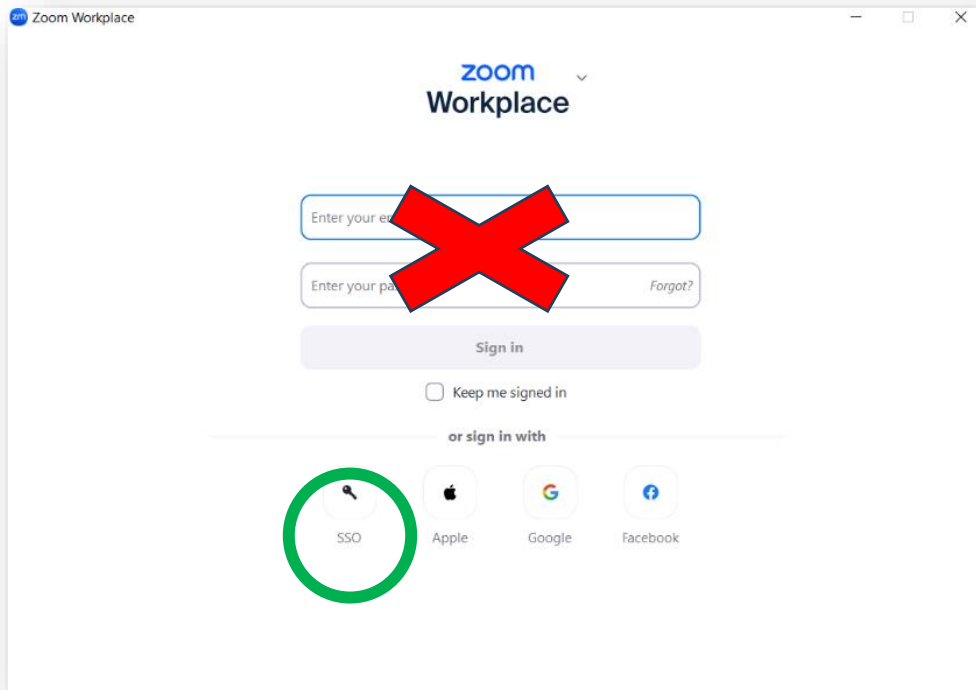 zm Zoom Workplace
zoom
Workplace
Enter your
Enter your
Forgot?
Sign in
Keep me signed in
or sign in with
SSO Apple Google Facebook